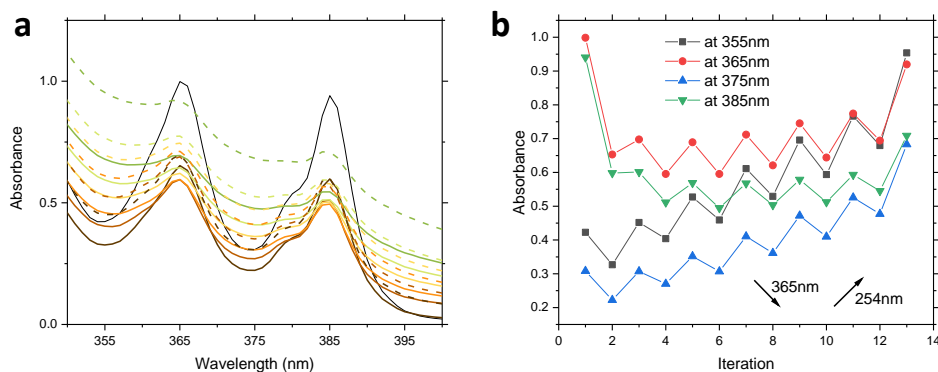 a
1.0
0.5
0.0
Absorbance
355
365
375
385
395
Wavelength (nm)
b
1.0
0.9
0.8
0.7
0.6
0.5
0.4
0.3
0.2
Absorbance
at 355nm
at 365nm
at 375nm
at 385nm
365nm
254nm
0
2
4
6
8
10
12
14
Iteration